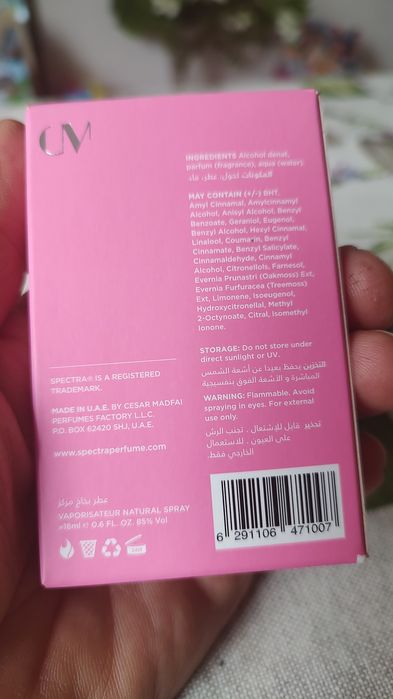 CM
INGREDIENTS Alcohol denat,
parfum (fragrance), aqua (water).
المكونات: كحول، عطر، ماء
MAY CONTAIN (+/-) BHT,
Amyl Cinnamal, Amylcinnamyl
Alcohol, Anisyl Alcohol, Benzyl
Benzoate, Geraniol, Eugenol,
Benzyl Alcohol, Hexyl Cinnamal,
Linalool, Coumarin, Benzyl
Cinnamate, Benzyl Salicylate,
Cinnamaldehyde, Cinnamyl
Alcohol, Citronellols, Farnesol,
Evernia Prunastri (Oaknoss) Ext,
Evernia Furfuracea (Treemoss)
Ext, Limonene, Isoeugenol,
Hydroxycitronellal, Methyl
2-Octynoate, Citral, Isomethyl
Ionone.
STORAGE: Do not store under
direct sunlight or UV.
التخزين يحفظ بعيدا عن أشعة الشمس
المباشرة و الأشعة الفوق بنفسيجية
WARNING: Flammable. Avoid
spraying in eyes. For external
use only.
تحذير: قابل للإشتعال . تجنب الرش
على العيون . للاستعمال
الخارجي فقط.
SPECTRA® IS A REGISTERED
TRADEMARK.
MADE IN U.A.E. BY CESAR MADFAI
PERFUMES FACTORY L.L.C.
P.O. BOX 62420 SHJ, U.A.E.
www.spectraperfume.com
عطر بخاخ مركز
VAPORISATEUR NATURAL SPRAY
16ml e 0.6 FL. OZ. 85% Vol
24M
6 291106 471007